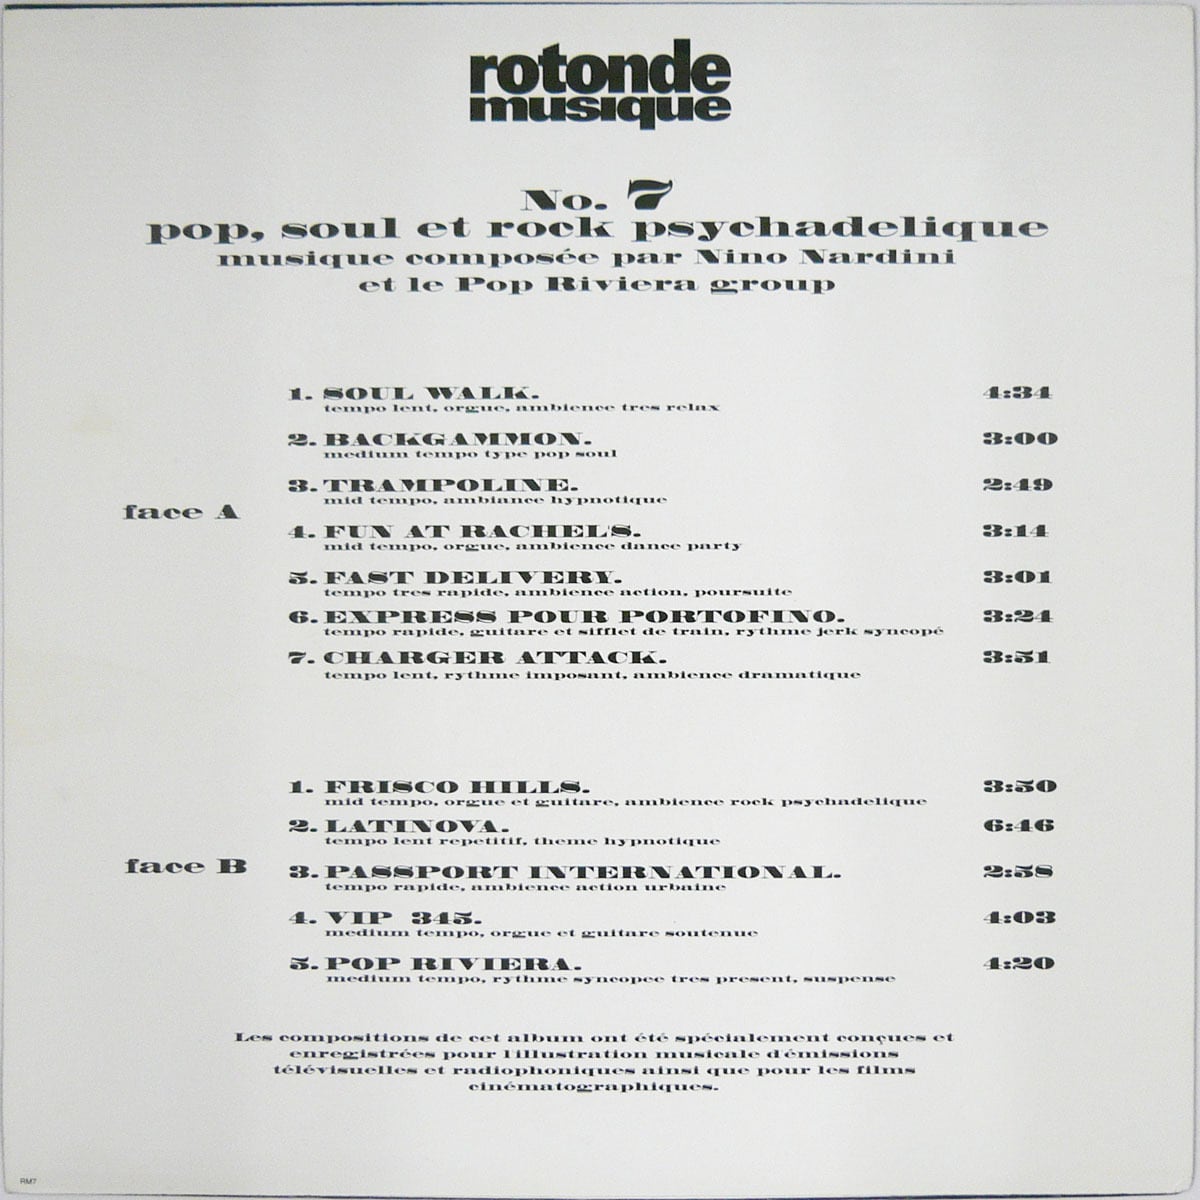 rotonde
musique
No. 7
pop, soul et rock psychadelique
musique composée par Nino Nardini
et le Pop Riviera group
face A
1. SOUL WALK. 4:34
tempo lent, orgue, ambience tres relax
2. BACKGAMMON. 3:00
medium tempo type pop soul
3. TRAMPOLINE. 2:49
mid tempo, ambiance hypnotique
4. FUN AT RACHEL'S. 3:14
mid tempo, orgue, ambience dance party
5. FAST DELIVERY. 3:01
tempo tres rapide, ambience action, poursuite
6. EXPRESS POUR PORTOFINO. 3:24
tempo rapide, guitare et sifflet de train, rythme jerk syncopé
7. CHARGER ATTACK. 3:51
tempo lent, rythme imposant, ambience dramatique
face B
1. FRISCO HILLS. 3:50
mid tempo, orgue et guitare, ambience rock psychadelique
2. LATINOVA. 6:46
tempo lent repetitif, theme hypnotique
3. PASSPORT INTERNATIONAL. 2:58
tempo rapide, ambience action urbaine
4. VIP 345. 4:03
medium tempo, orgue et guitare soutenue
5. POP RIVIERA. 4:20
medium tempo, rythme syncopee tres present, suspense
Les compositions de cet album ont été spécialement conçues et
enregistrées pour l'illustration musicale d'émissions
télévisuelles et radiophoniques ainsi que pour les films
cinématographiques.
RM7